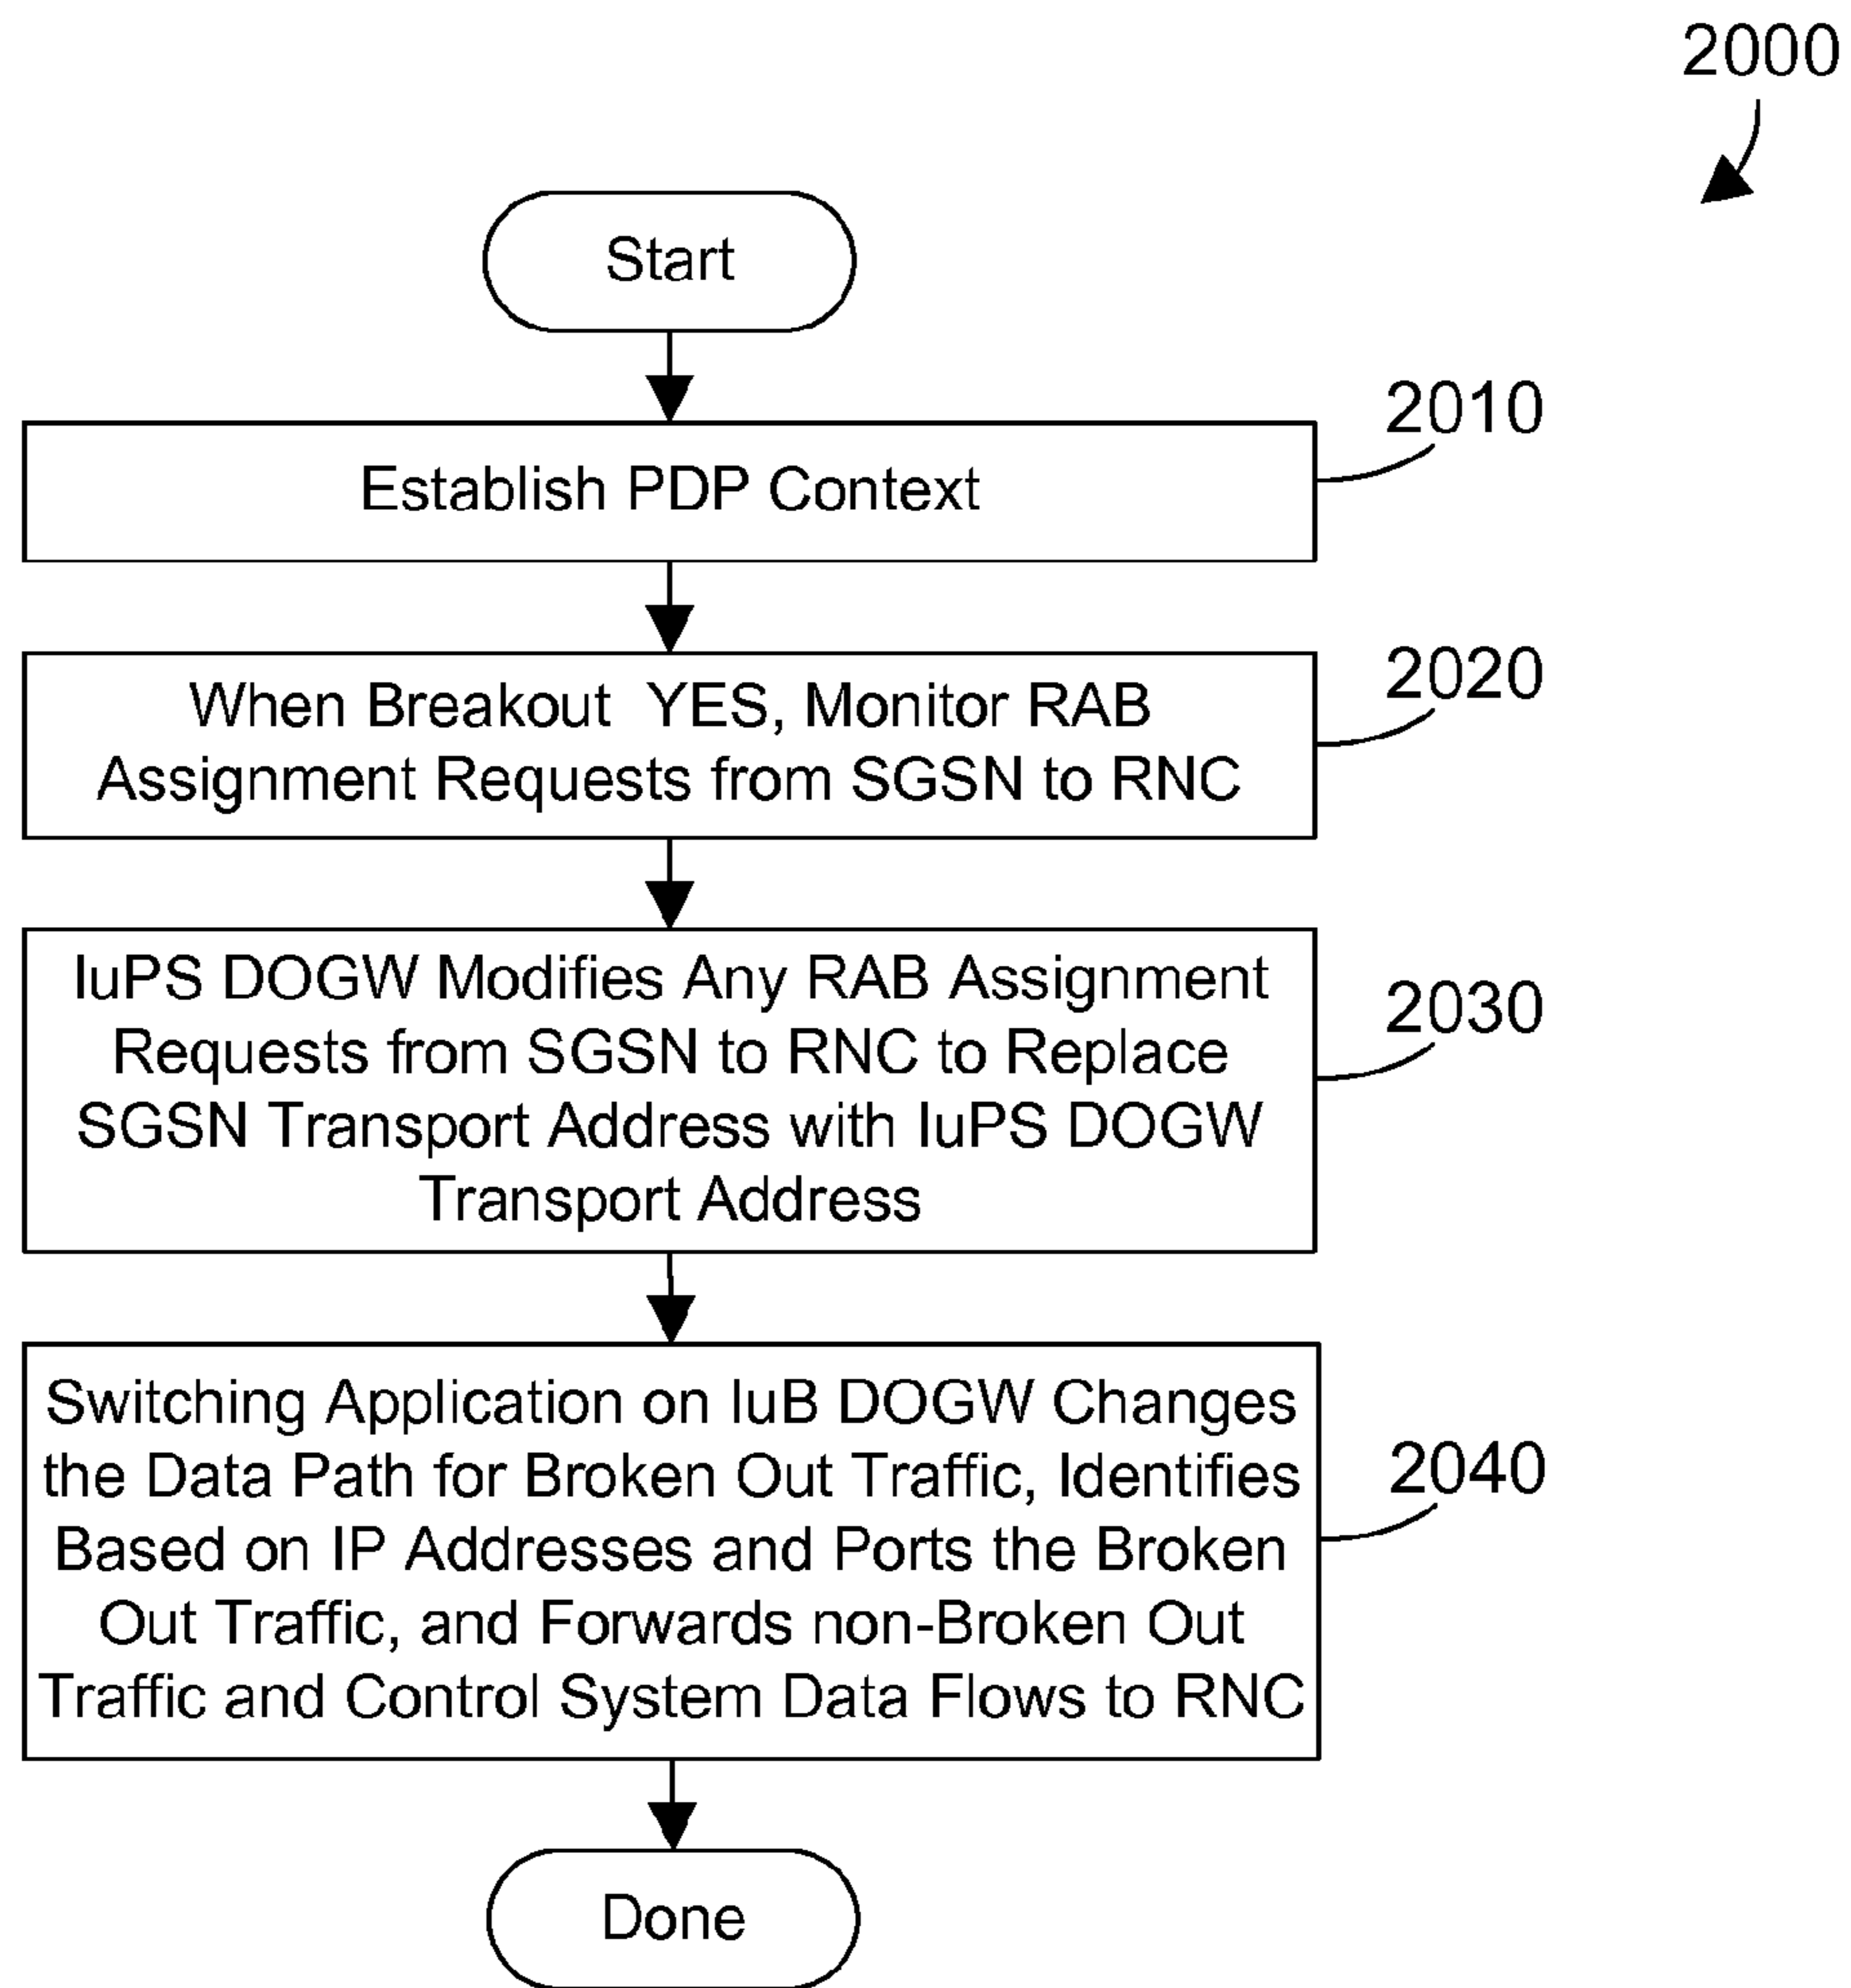 2000
Start
2010
Establish PDP Context
2020
When Breakout YES, Monitor RAB
Assignment Requests from SGSN to RNC
IuPS DOGW Modifies Any RAB Assignment
2030
Requests from SGSN to RNC to Replace
SGSN Transport Address with IuPS DOGW
Transport Address
Switching Application on IuB DOGW Changes
the Data Path for Broken Out Traffic, Identifies
2040
Based on IP Addresses and Ports the Broken
Out Traffic, and Forwards non-Broken Out
Traffic and Control System Data Flows to RNC
Done